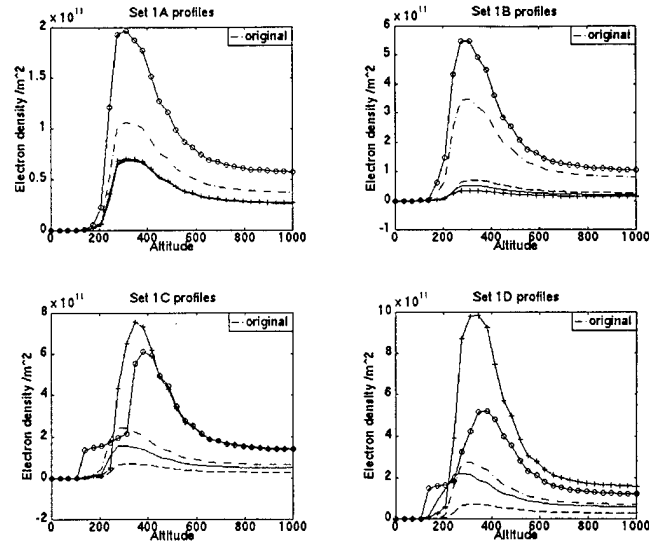 Set 1A profiles
× 10^11
2
1.5
1
0.5
0
Electron density /m^2
original
0 200 400 600 800 1000
Altitude
Set 1B profiles
× 10^11
6
5
4
3
2
1
0
-1
Electron density /m^2
original
0 200 400 600 800 1000
Altitude
Set 1C profiles
× 10^11
8
6
4
2
0
-2
Electron density /m^2
original
0 200 400 600 800 1000
Altitude
Set 1D profiles
× 10^11
10
8
6
4
2
0
Electron density /m^2
original
0 200 400 600 800 1000
Altitude